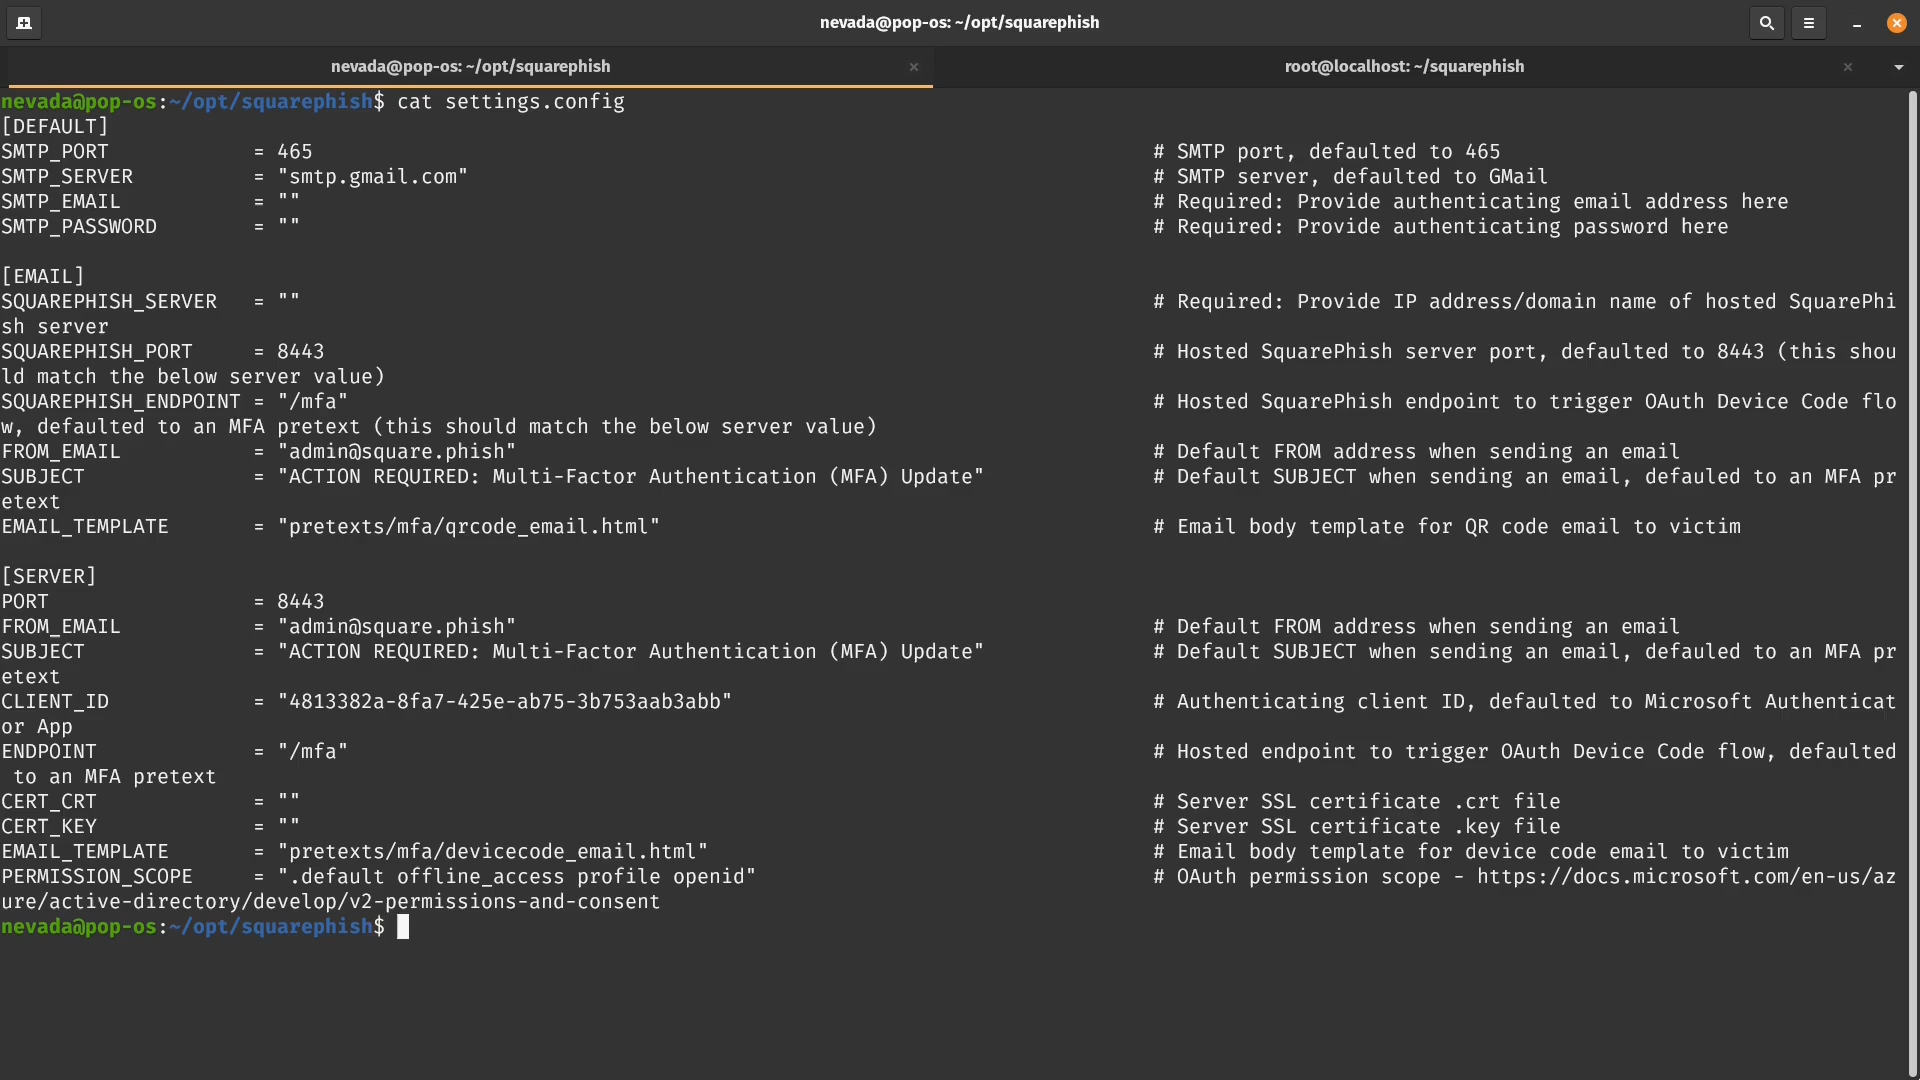 nevada@pop-os: ~/opt/squarephish
nevada@pop-os: ~/opt/squarephish × root@localhost: ~/squarephish ×
nevada@pop-os:~/opt/squarephish$ cat settings.config
[DEFAULT]
SMTP_PORT = 465 # SMTP port, defaulted to 465
SMTP_SERVER = "smtp.gmail.com" # SMTP server, defaulted to GMail
SMTP_EMAIL = "" # Required: Provide authenticating email address here
SMTP_PASSWORD = "" # Required: Provide authenticating password here
[EMAIL]
SQUAREPHISH_SERVER = "" # Required: Provide IP address/domain name of hosted SquarePhi
sh server
SQUAREPHISH_PORT = 8443 # Hosted SquarePhish server port, defaulted to 8443 (this shou
ld match the below server value)
SQUAREPHISH_ENDPOINT = "/mfa" # Hosted SquarePhish endpoint to trigger OAuth Device Code flo
w, defaulted to an MFA pretext (this should match the below server value)
FROM_EMAIL = "admin@square.phish" # Default FROM address when sending an email
SUBJECT = "ACTION REQUIRED: Multi-Factor Authentication (MFA) Update" # Default SUBJECT when sending an email, defauled to an MFA pr
etext
EMAIL_TEMPLATE = "pretexts/mfa/qrcode_email.html" # Email body template for QR code email to victim
[SERVER]
PORT = 8443
FROM_EMAIL = "admin@square.phish" # Default FROM address when sending an email
SUBJECT = "ACTION REQUIRED: Multi-Factor Authentication (MFA) Update" # Default SUBJECT when sending an email, defauled to an MFA pr
etext
CLIENT_ID = "4813382a-8fa7-425e-ab75-3b753aab3abb" # Authenticating client ID, defaulted to Microsoft Authenticat
or App
ENDPOINT = "/mfa" # Hosted endpoint to trigger OAuth Device Code flow, defaulted
 to an MFA pretext
CERT_CRT = "" # Server SSL certificate .crt file
CERT_KEY = "" # Server SSL certificate .key file
EMAIL_TEMPLATE = "pretexts/mfa/devicecode_email.html" # Email body template for device code email to victim
PERMISSION_SCOPE = ".default offline_access profile openid" # OAuth permission scope - https://docs.microsoft.com/en-us/az
ure/active-directory/develop/v2-permissions-and-consent
nevada@pop-os:~/opt/squarephish$